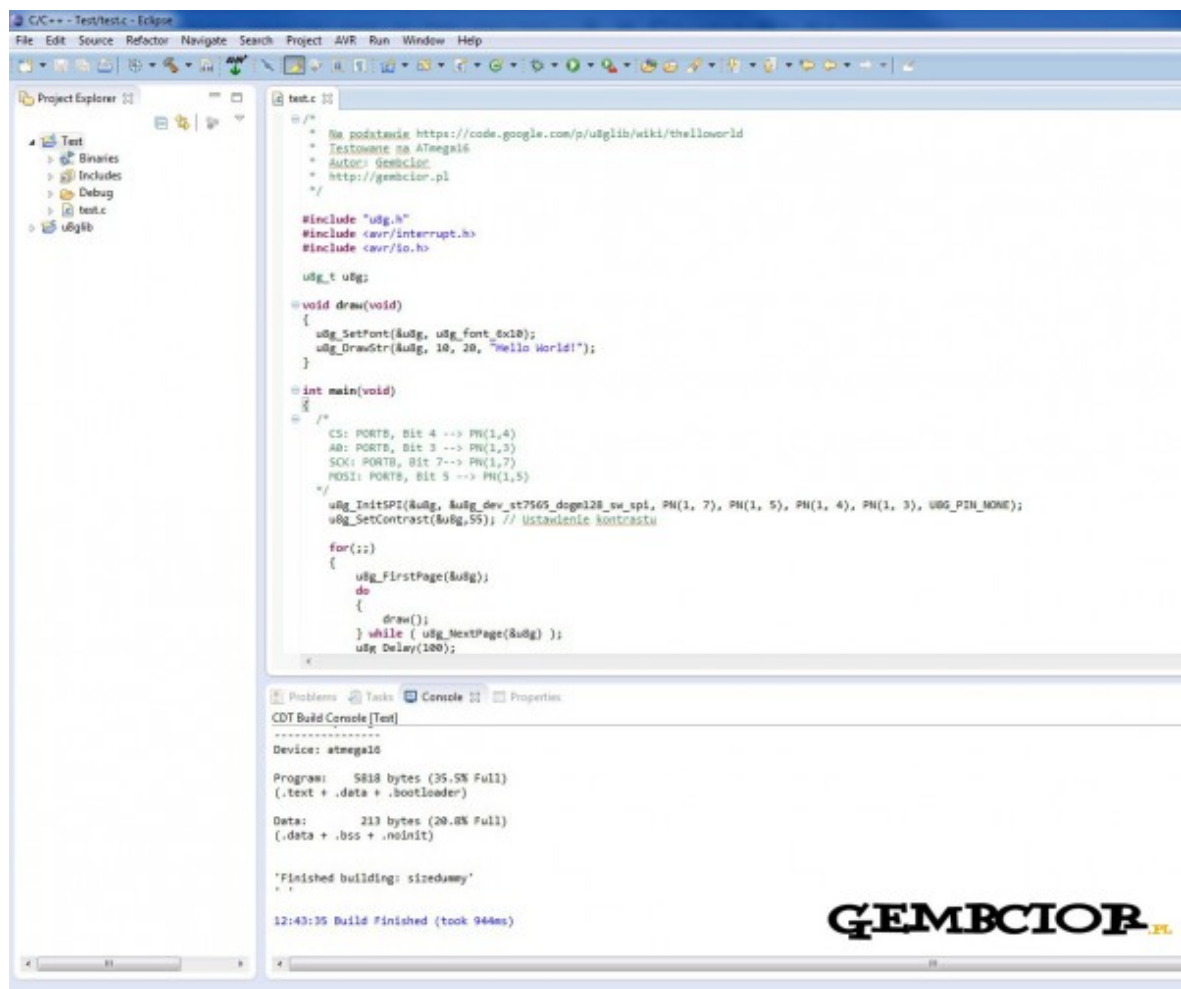 C/C++ - Test/test.c - Eclipse
File Edit Source Refactor Navigate Search Project AVR Run Window Help
Project Explorer
Test
Binaries
Includes
Debug
test.c
u8glib
test.c
/*
* Na podstawie https://code.google.com/p/u8glib/wiki/thelloworld
* Testowane na ATmega16
* Autor: Gembcior
* http://gembcior.pl
*/
#include "u8g.h"
#include <avr/interrupt.h>
#include <avr/io.h>
u8g_t u8g;
void draw(void)
{
u8g_SetFont(&u8g, u8g_font_6x10);
u8g_DrawStr(&u8g, 10, 20, "Hello World!");
}
int main(void)
{
/*
CS: PORTB, Bit 4 --> PN(1,4)
A0: PORTB, Bit 3 --> PN(1,3)
SCK: PORTB, Bit 7--> PN(1,7)
MOSI: PORTB, Bit 5 --> PN(1,5)
*/
u8g_InitSPI(&u8g, &u8g_dev_st7565_dogm128_sw_spi, PN(1, 7), PN(1, 5), PN(1, 4), PN(1, 3), U8G_PIN_NONE);
u8g_SetContrast(&u8g,55); // Ustawienie kontrastu
for(;;)
{
u8g_FirstPage(&u8g);
do
{
draw();
} while ( u8g_NextPage(&u8g) );
u8g_Delay(100);
Problems Tasks Console Properties
CDT Build Console [Test]
----------------
Device: atmega16
Program: 5818 bytes (35.5% Full)
(.text + .data + .bootloader)
Data: 213 bytes (20.8% Full)
(.data + .bss + .noinit)
'Finished building: sizedummy'
' '
12:43:35 Build Finished (took 944ms)
GEMBCIOR.PL